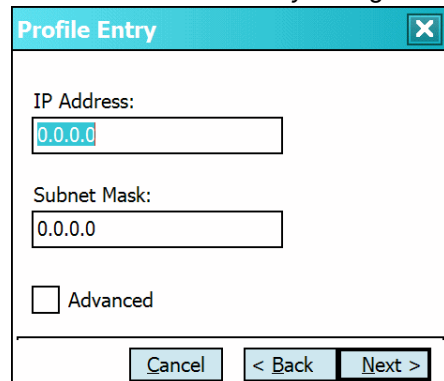 Profile Entry
IP Address:
0.0.0.0
Subnet Mask:
0.0.0.0
Advanced
Cancel < Back Next >